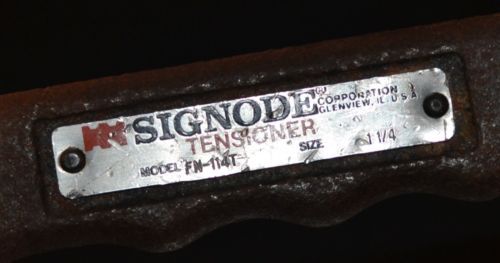 SIGNODE® CORPORATION
GLENVIEW, IL. U S A
TENSIONER
MODEL FN-114T SIZE 1 1/4